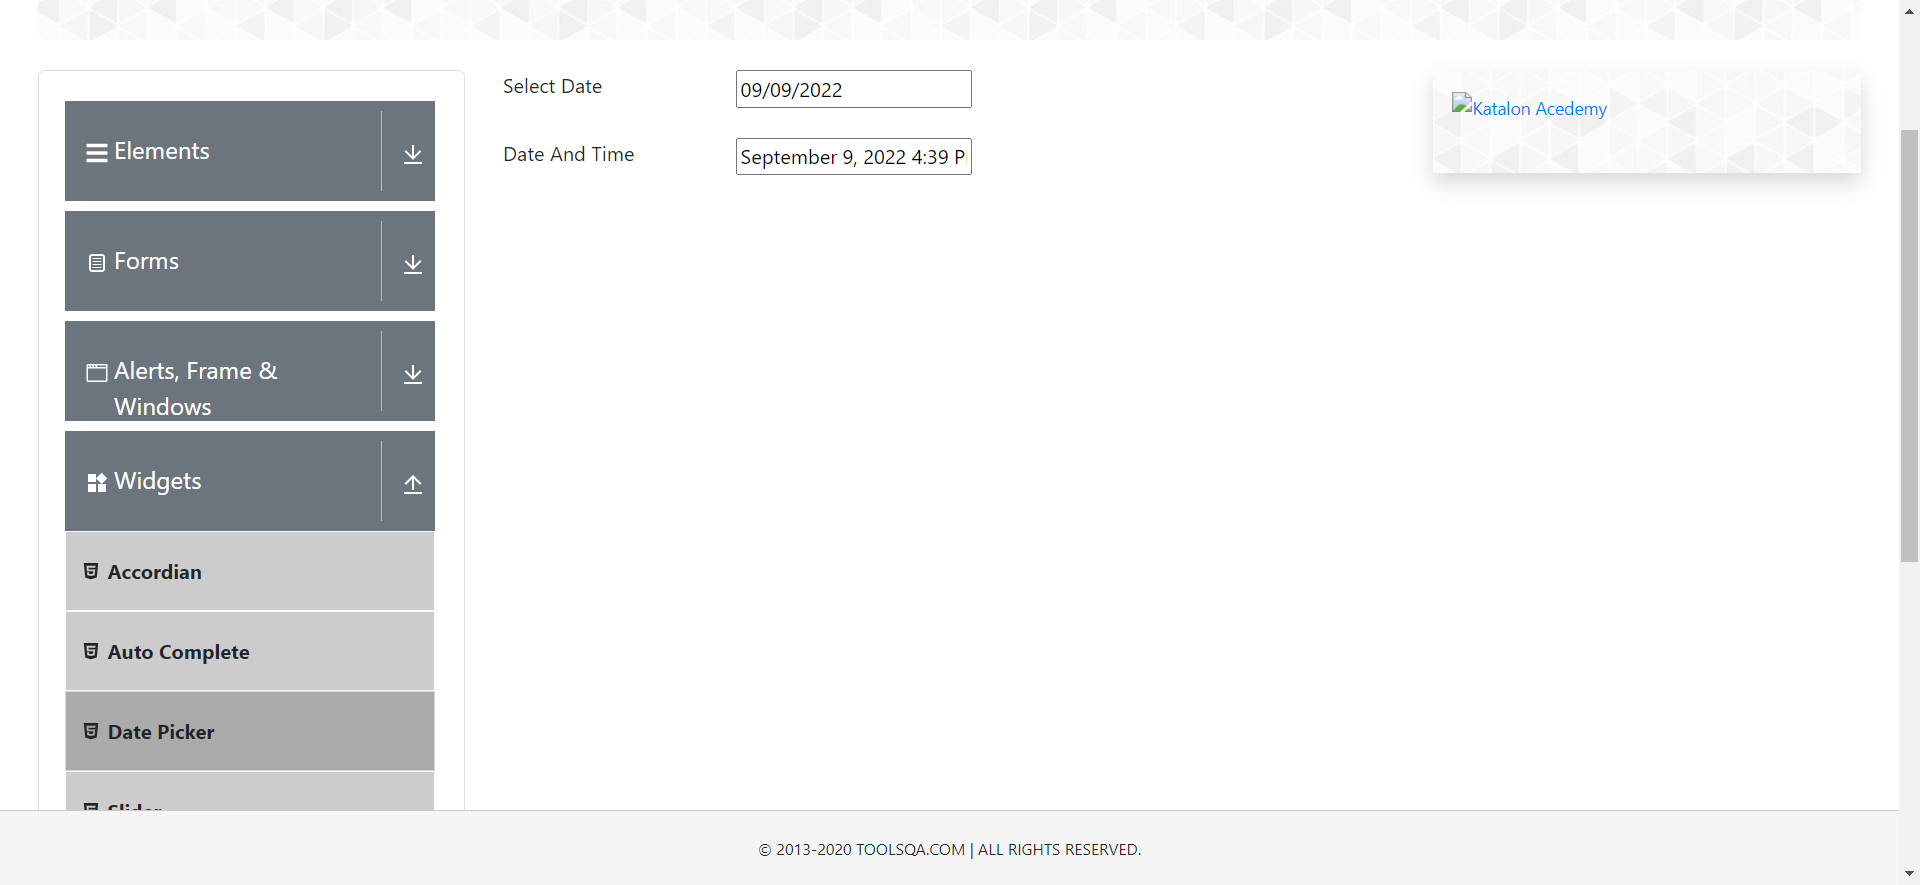 Select Date
09/09/2022
Katalon Acedemy
Elements
Date And Time
September 9, 2022 4:39 P
Forms
Alerts, Frame &
Windows
Widgets
Accordian
Auto Complete
Date Picker
Slider
© 2013-2020 TOOLSQA.COM | ALL RIGHTS RESERVED.